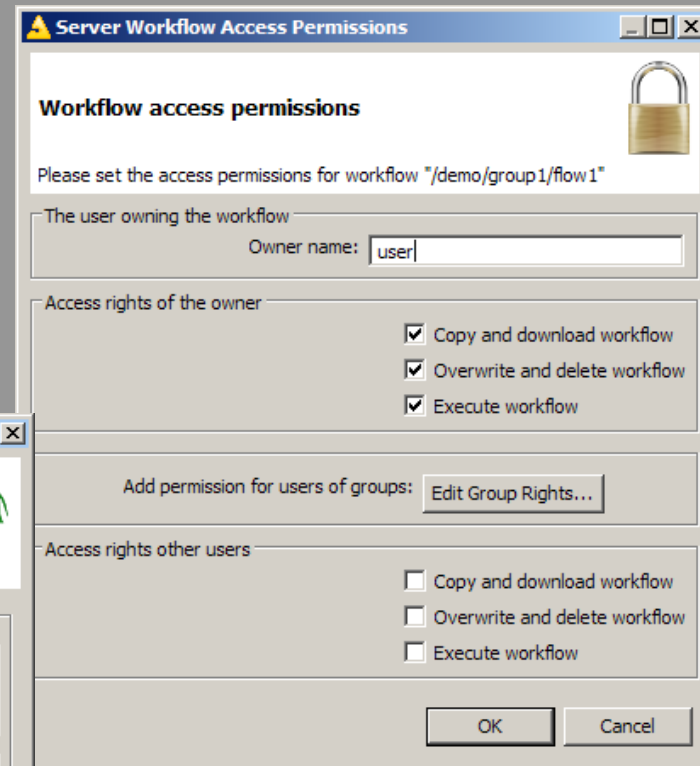 Server Workflow Access Permissions
Workflow access permissions
Please set the access permissions for workflow "/demo/group1/flow1"
The user owning the workflow
Owner name: user
Access rights of the owner
Copy and download workflow
Overwrite and delete workflow
Execute workflow
Add permission for users of groups: Edit Group Rights...
Access rights other users
Copy and download workflow
Overwrite and delete workflow
Execute workflow
OK Cancel